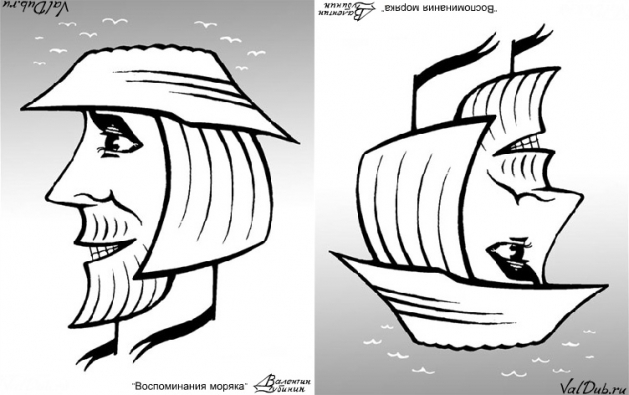 ValDub.ru
"Воспоминания моряка"
Валентин
Дубинин
"Воспоминания моряка"
Валентин
Дубинин
ValDub.ru